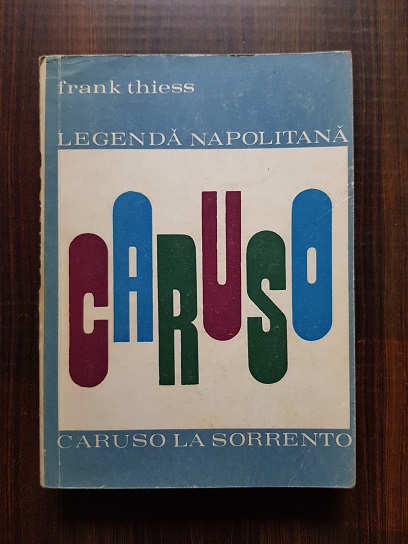 frank thiess
LEGENDĂ NAPOLITANĂ
CARUSO
CARUSO LA SORRENTO